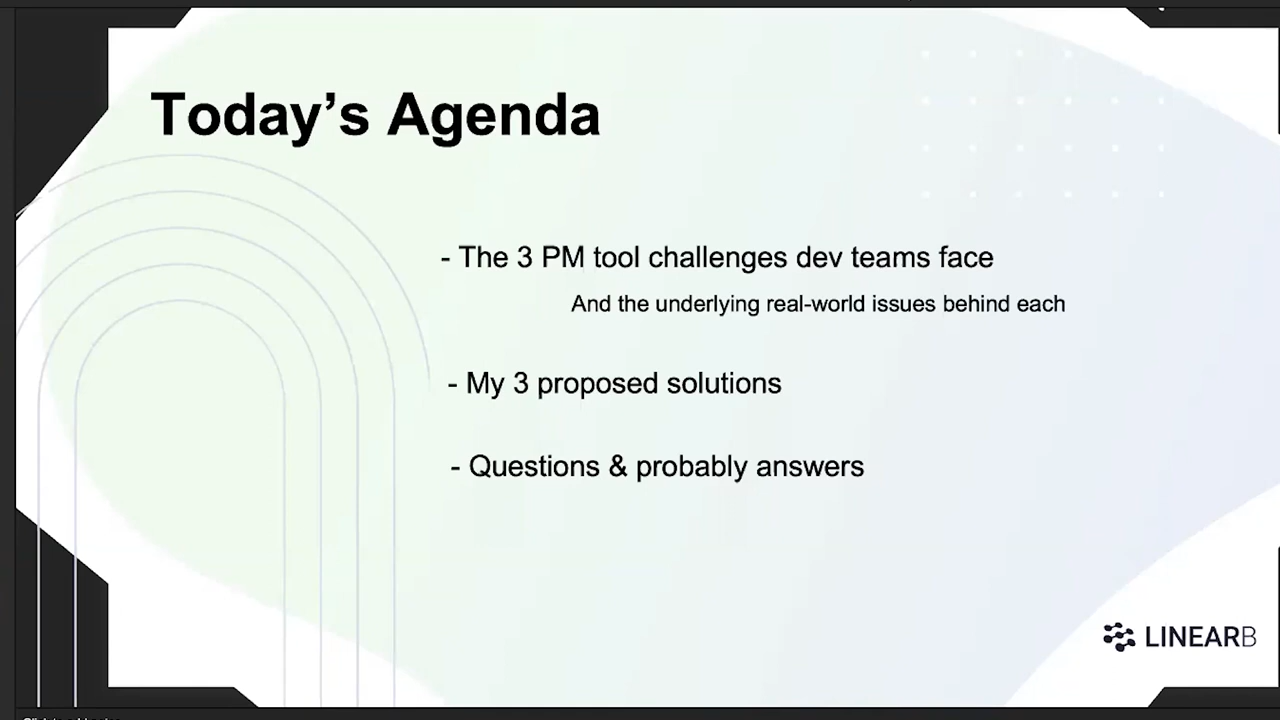 Today’s Agenda
- The 3 PM tool challenges dev teams face
And the underlying real-world issues behind each
- My 3 proposed solutions
- Questions & probably answers
LINEARB